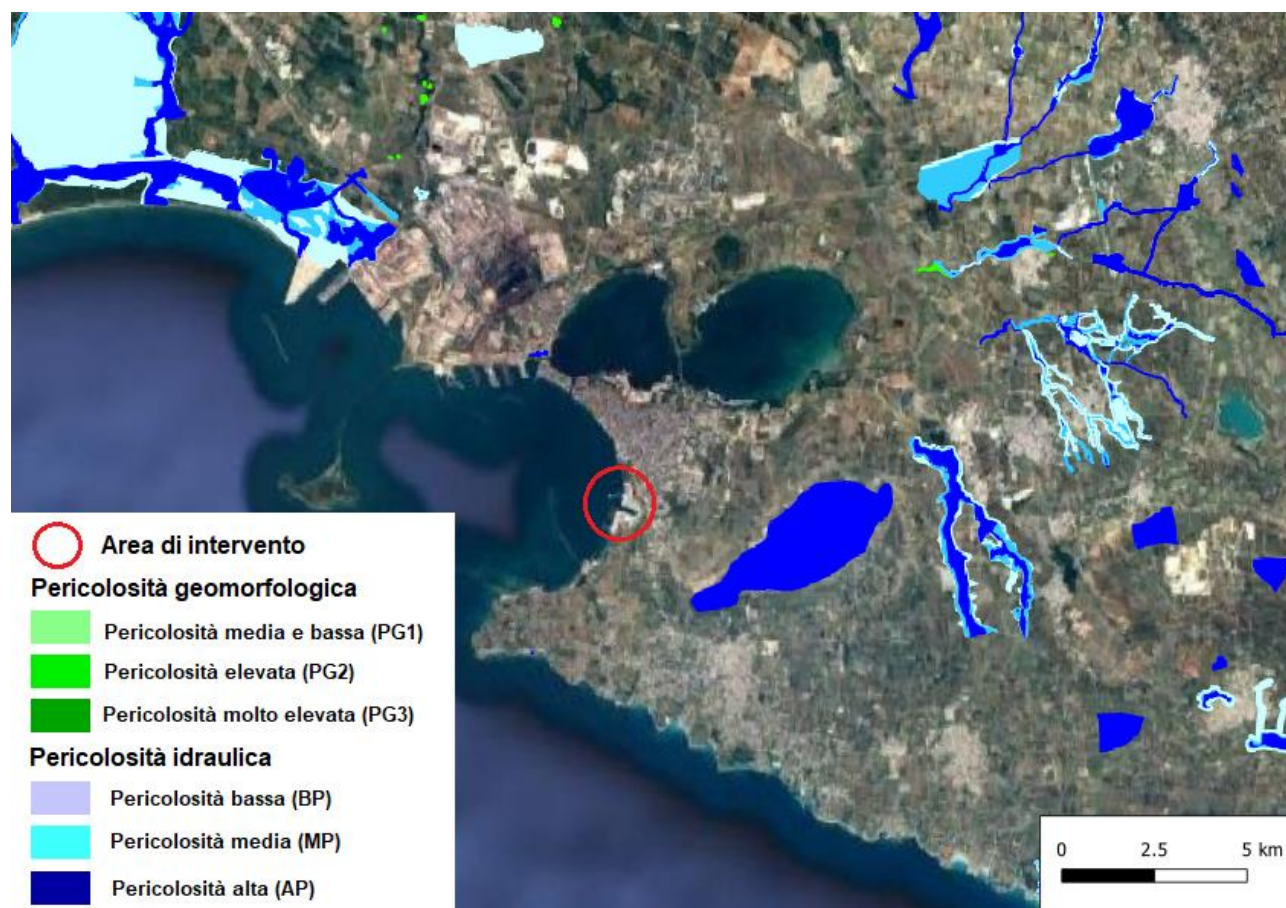 Area di intervento
Pericolosità geomorfologica
Pericolosità media e bassa (PG1)
Pericolosità elevata (PG2)
Pericolosità molto elevata (PG3)
Pericolosità idraulica
Pericolosità bassa (BP)
Pericolosità media (MP)
Pericolosità alta (AP)
0 2.5 5 km